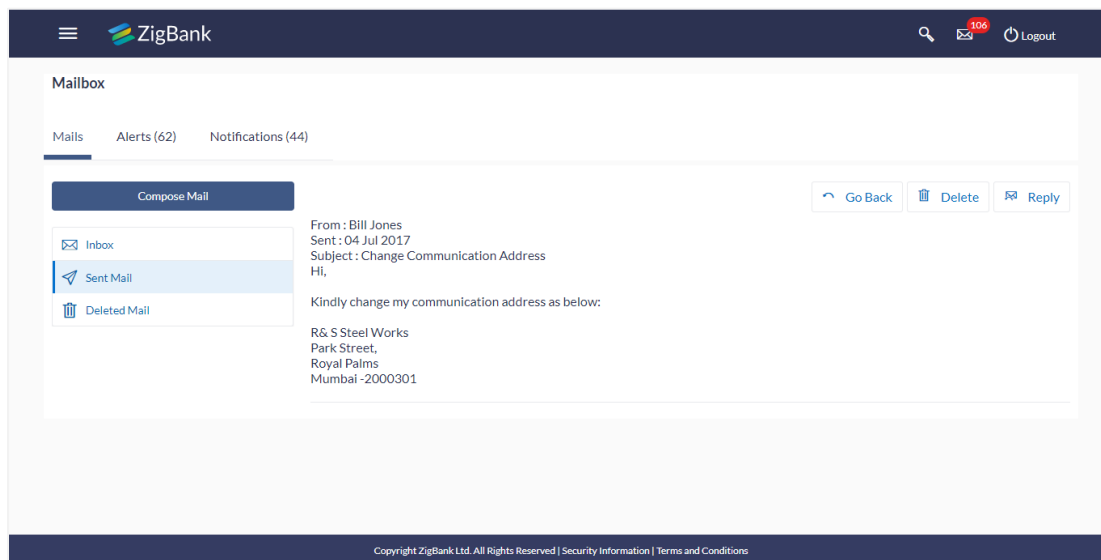 ZigBank
106
Logout
Mailbox
Mails
Alerts (62)
Notifications (44)
Compose Mail
Go Back
Delete
Reply
Inbox
Sent Mail
Deleted Mail
From : Bill Jones
Sent : 04 Jul 2017
Subject : Change Communication Address
Hi,
Kindly change my communication address as below:
R& S Steel Works
Park Street,
Royal Palms
Mumbai -2000301
Copyright ZigBank Ltd. All Rights Reserved | Security Information | Terms and Conditions